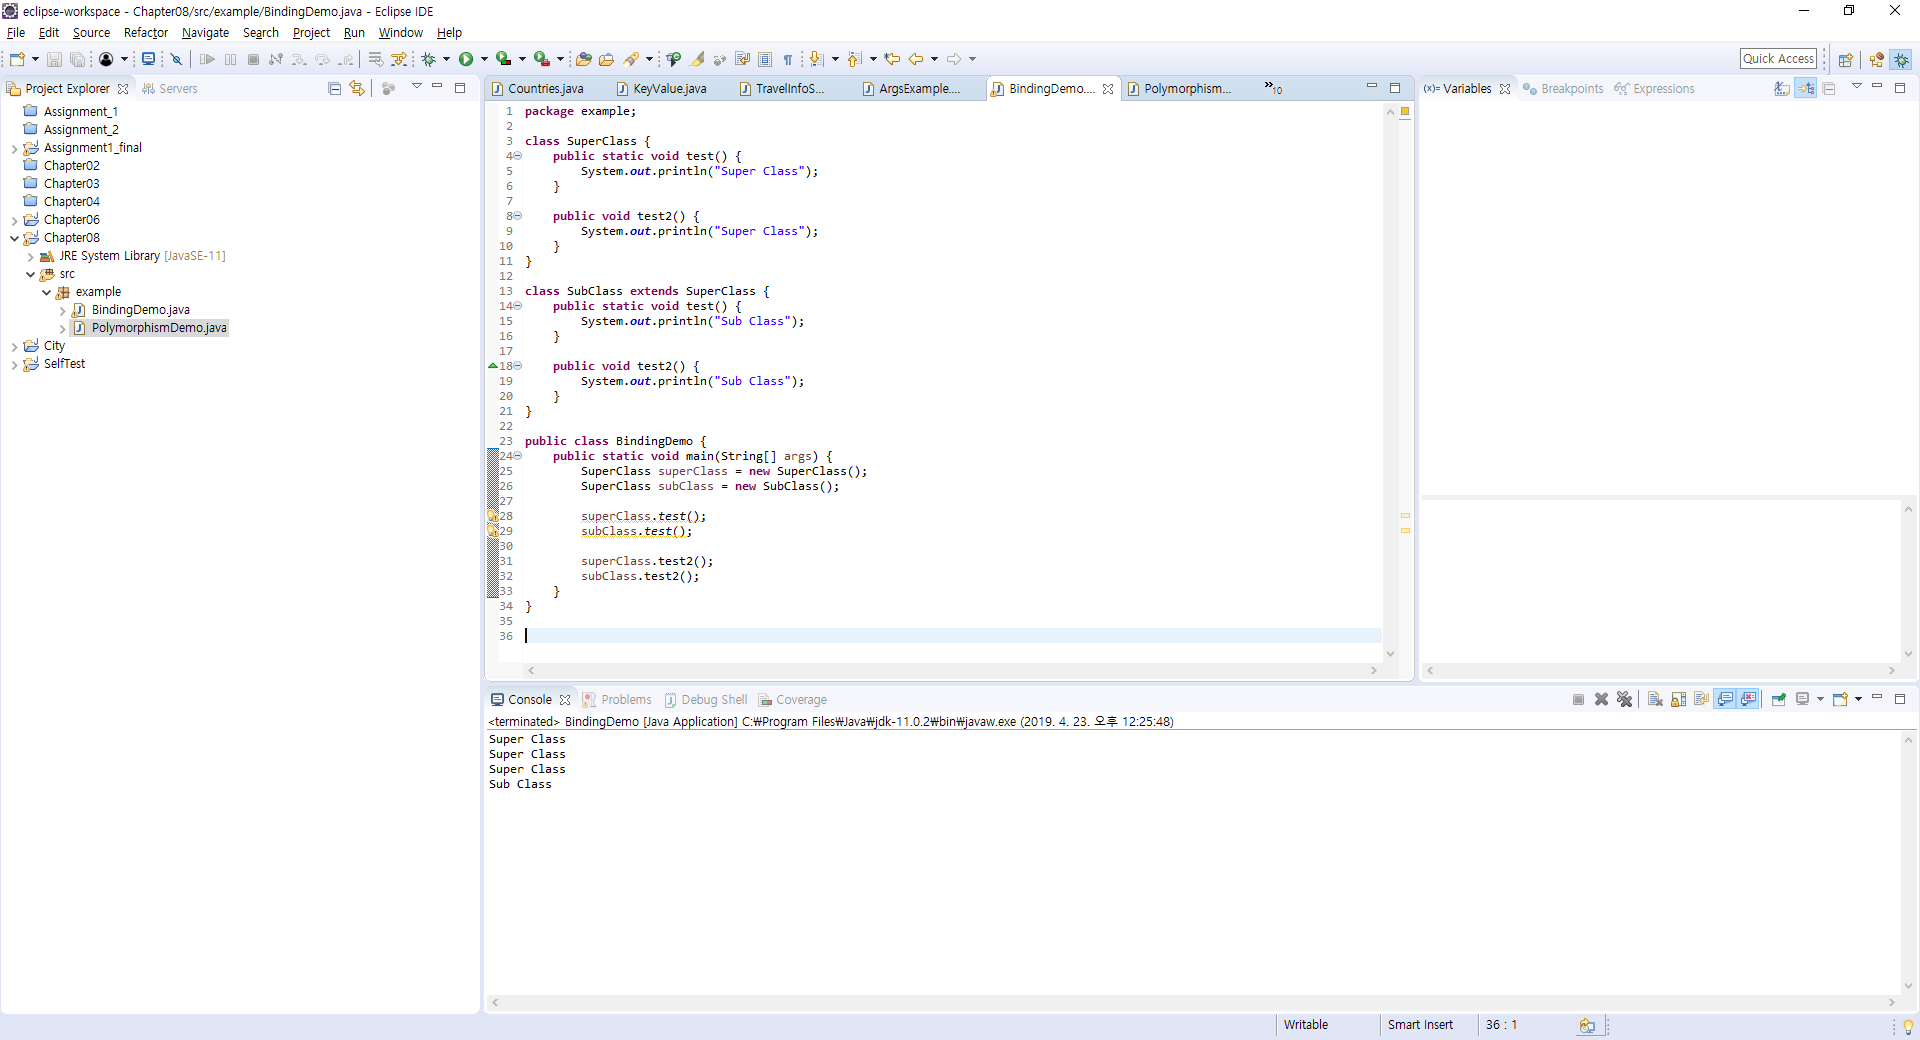 eclipse-workspace - Chapter08/src/example/BindingDemo.java - Eclipse IDE
File Edit Source Refactor Navigate Search Project Run Window Help
Quick Access
Project Explorer Servers
Assignment_1
Assignment_2
Assignment1_final
Chapter02
Chapter03
Chapter04
Chapter06
Chapter08
JRE System Library [JavaSE-11]
src
example
BindingDemo.java
PolymorphismDemo.java
City
SelfTest
Countries.java KeyValue.java TravelInfoS... ArgsExample.... BindingDemo.... Polymorphism... »10
1 package example;
2
3 class SuperClass {
4 public static void test() {
5 System.out.println("Super Class");
6 }
7
8 public void test2() {
9 System.out.println("Super Class");
10 }
11 }
12
13 class SubClass extends SuperClass {
14 public static void test() {
15 System.out.println("Sub Class");
16 }
17
18 public void test2() {
19 System.out.println("Sub Class");
20 }
21 }
22
23 public class BindingDemo {
24 public static void main(String[] args) {
25 SuperClass superClass = new SuperClass();
26 SuperClass subClass = new SubClass();
27
28 superClass.test();
29 subClass.test();
30
31 superClass.test2();
32 subClass.test2();
33 }
34 }
35
36
(x)= Variables Breakpoints Expressions
Console Problems Debug Shell Coverage
<terminated> BindingDemo [Java Application] C:₩Program Files₩Java₩jdk-11.0.2₩bin₩javaw.exe (2019. 4. 23. 오후 12:25:48)
Super Class
Super Class
Super Class
Sub Class
Writable Smart Insert 36 : 1